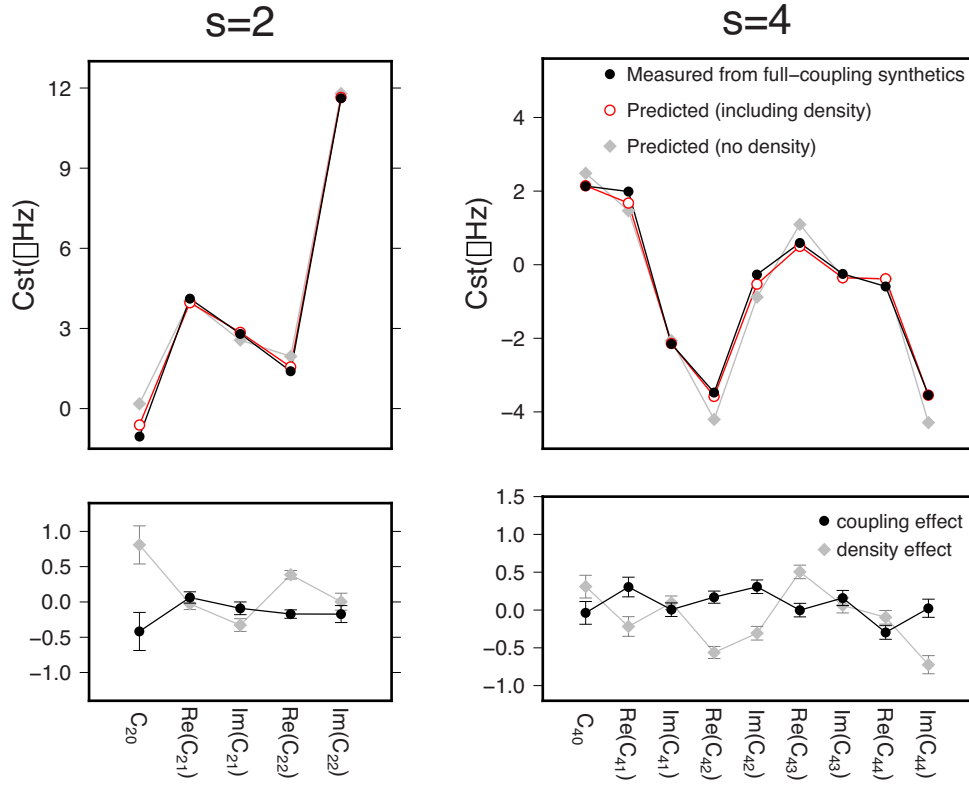 s=2
s=4
Cst(□Hz)
12
9
6
3
0
Cst(□Hz)
4
2
0
−2
−4
Measured from full−coupling synthetics
Predicted (including density)
Predicted (no density)
1.0
0.5
0.0
−0.5
−1.0
1.5
1.0
0.5
0.0
−0.5
−1.0
coupling effect
density effect
C₂₀
Re(C₂₁)
Im(C₂₁)
Re(C₂₂)
Im(C₂₂)
C₄₀
Re(C₄₁)
Im(C₄₁)
Re(C₄₂)
Im(C₄₂)
Re(C₄₃)
Im(C₄₃)
Re(C₄₄)
Im(C₄₄)